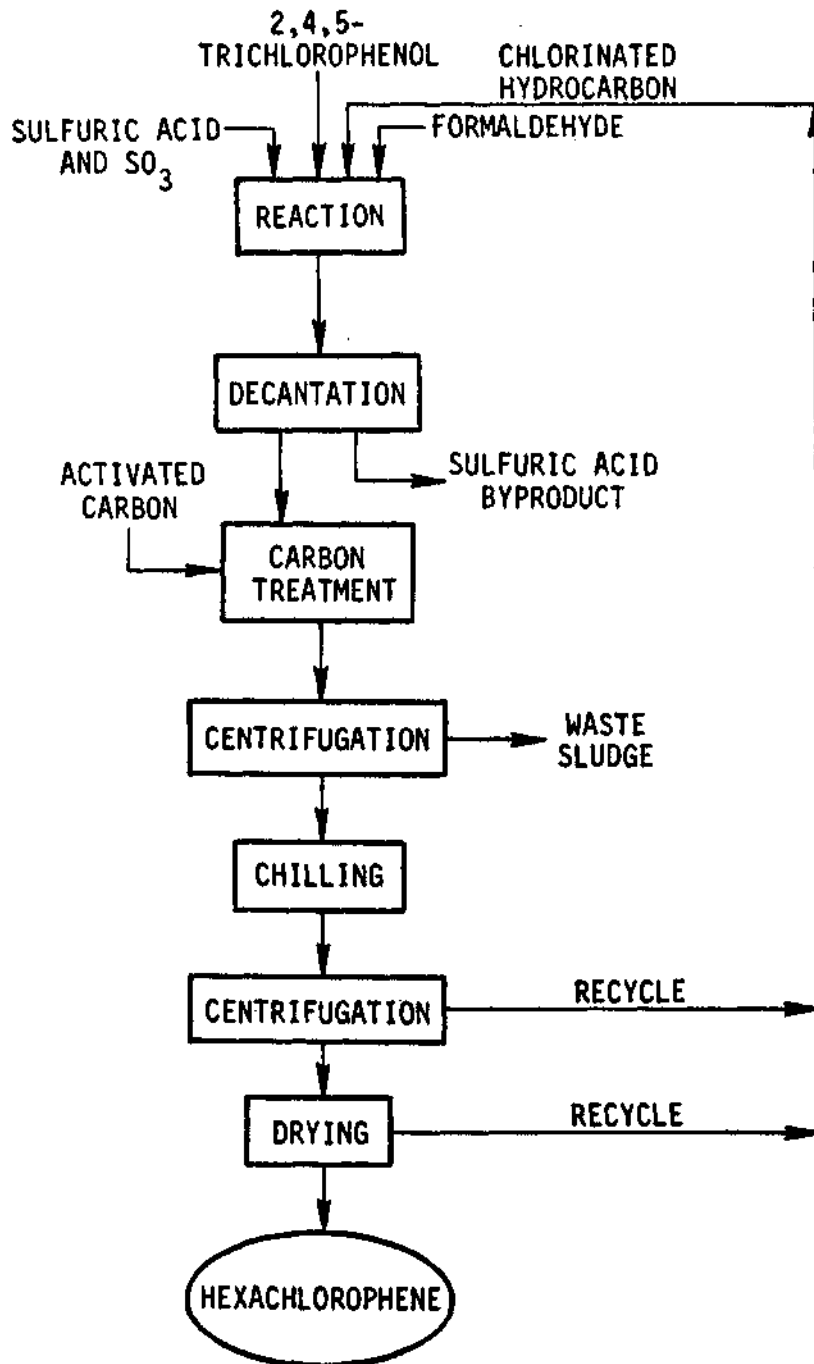 2,4,5-
TRICHLOROPHENOL
CHLORINATED
HYDROCARBON
SULFURIC ACID
AND SO3
FORMALDEHYDE
REACTION
DECANTATION
ACTIVATED
CARBON
SULFURIC ACID
BYPRODUCT
CARBON
TREATMENT
CENTRIFUGATION
WASTE
SLUDGE
CHILLING
CENTRIFUGATION
RECYCLE
DRYING
RECYCLE
HEXACHLOROPHENE